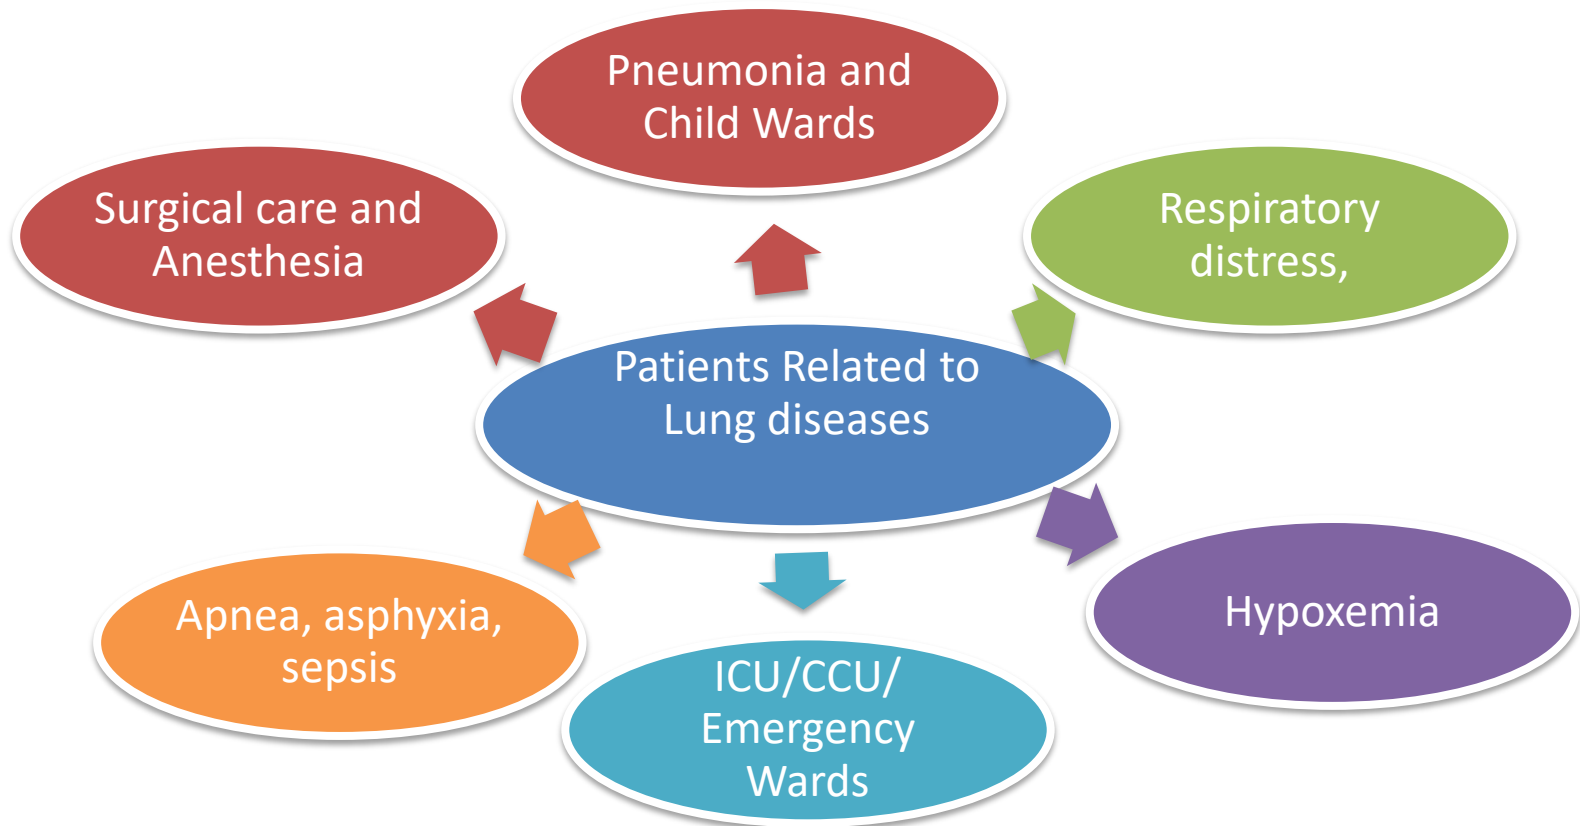 Pneumonia and
Child Wards
Surgical care and
Anesthesia
Respiratory
distress,
Patients Related to
Lung diseases
Apnea, asphyxia,
sepsis
Hypoxemia
ICU/CCU/
Emergency
Wards